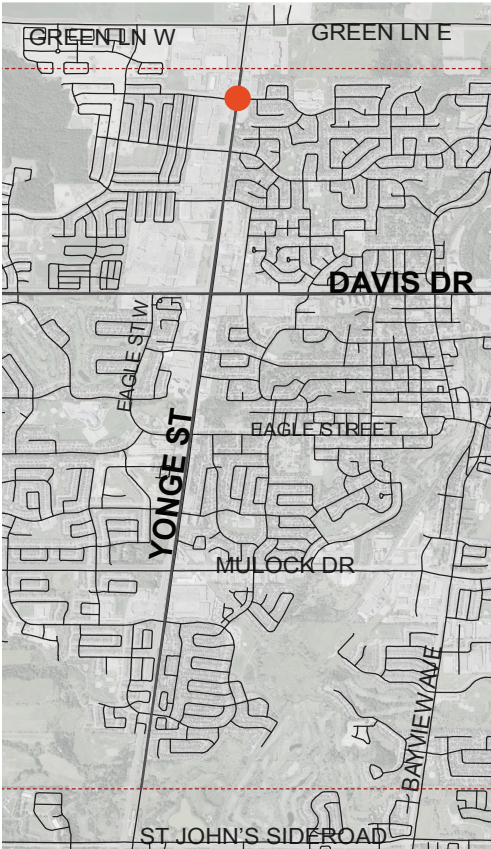 GREEN LN W
GREEN LN E
DAVIS DR
EAGLE ST W
EAGLE STREET
YONGE ST
MULOCK DR
BAYVIEW AVE
ST JOHN'S SIDEROAD